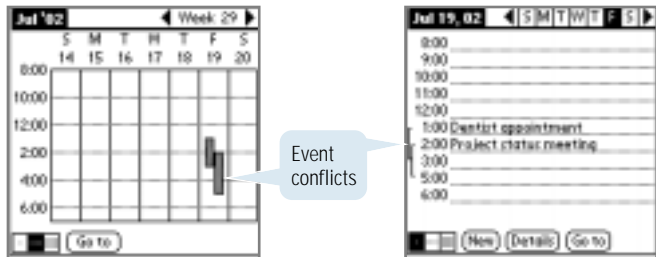 Jul '02 Week 29
S M T W T F S
14 15 16 17 18 19 20
8:00
10:00
12:00
2:00
4:00
6:00
Go to
Event
conflicts
Jul 19, 02 S M T W T F S
8:00
9:00
10:00
11:00
12:00
1:00 Dentist appointment
2:00 Project status meeting
3:00
5:00
6:00
New Details Go to